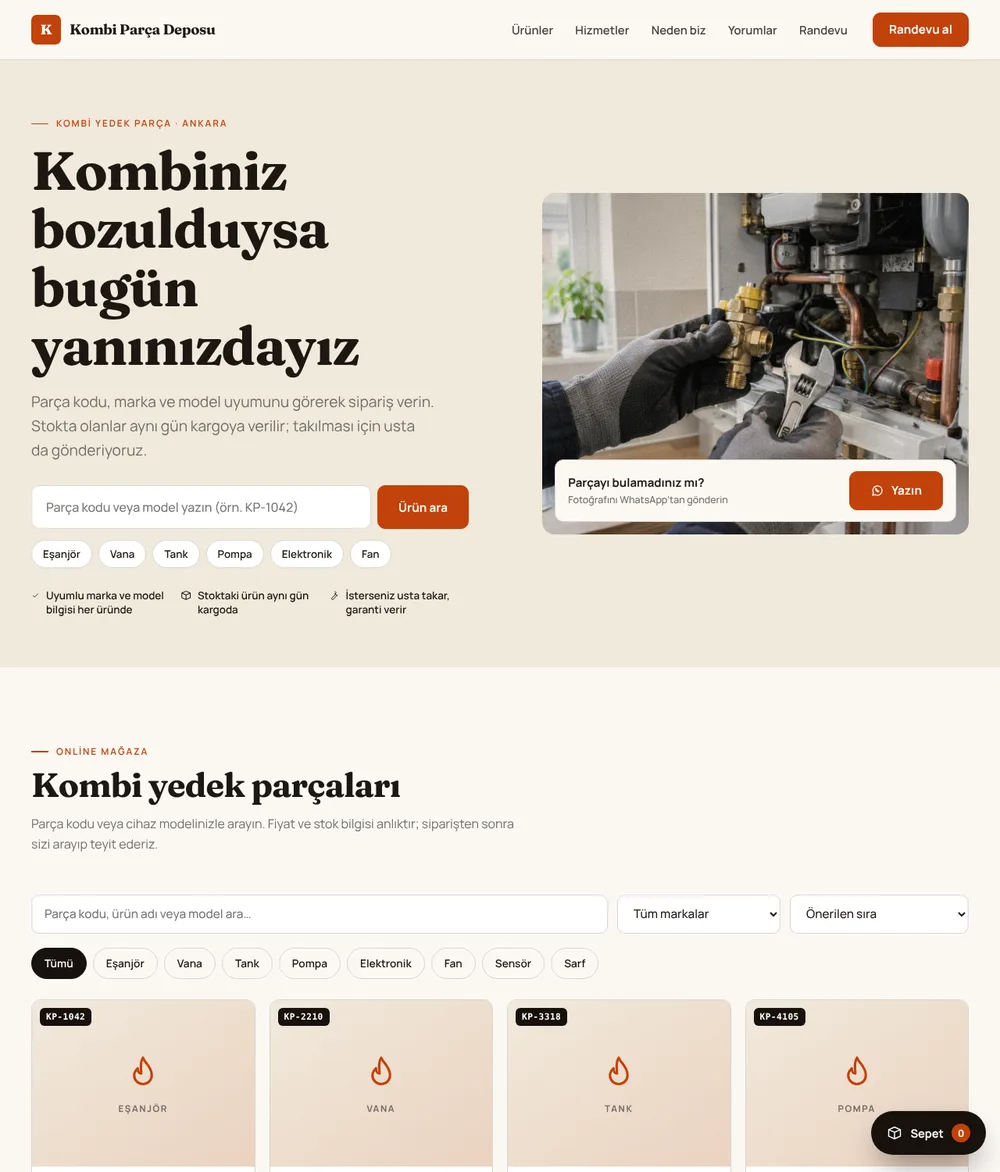 K Kombi Parça Deposu
Ürünler Hizmetler Neden biz Yorumlar Randevu Randevu al
KOMBİ YEDEK PARÇA · ANKARA
Kombiniz
bozulduysa
bugün
yanınızdayız
Parça kodu, marka ve model uyumunu görerek sipariş verin.
Stokta olanlar aynı gün kargoya verilir; takılması için usta
da gönderiyoruz.
Parça kodu veya model yazın (örn. KP-1042) Ürün ara
Eşanjör Vana Tank Pompa Elektronik Fan
Uyumlu marka ve model
bilgisi her üründe
Stoktaki ürün aynı gün
kargoda
İsterseniz usta takar,
garanti verir
Parçayı bulamadınız mı?
Fotoğrafını WhatsApp'tan gönderin
Yazın
ONLİNE MAĞAZA
Kombi yedek parçaları
Parça kodu veya cihaz modelinizle arayın. Fiyat ve stok bilgisi anlıktır; siparişten sonra
sizi arayıp teyit ederiz.
Parça kodu, ürün adı veya model ara... Tüm markalar Önerilen sıra
Tümü Eşanjör Vana Tank Pompa Elektronik Fan Sensör Sarf
KP-1042 KP-2210 KP-3318 KP-4105
EŞANJÖR VANA TANK POMPA
Sepet 0